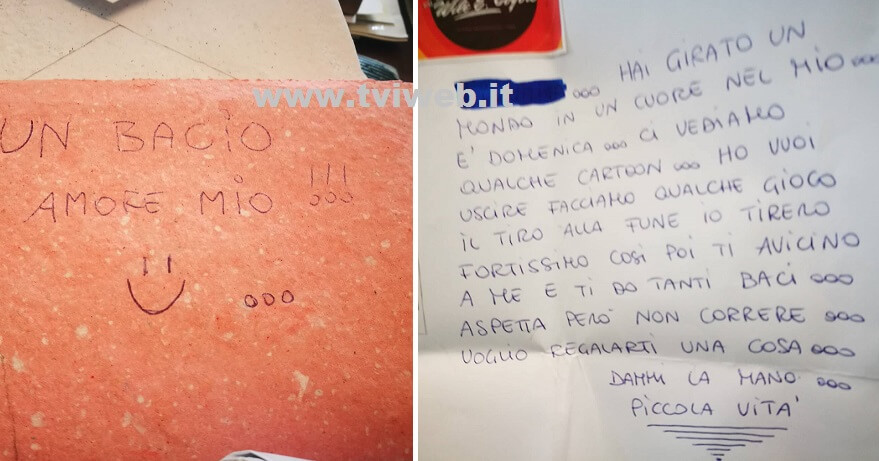 www.tviweb.it
UN BACIO
AMORE MIO !!!
ooo
ooo
ooo HAI GIRATO UN
MONDO IN UN CUORE NEL MIO ooo
E' DOMENICA ooo CI VEDIAMO
QUALCHE CARTOON ooo HO VUOI
USCIRE FACCIAMO QUALCHE GIOCO
IL TIRO ALLA FUNE IO TIRERO
FORTISSIMO COSI POI TI AVICINO
A ME E TI DO TANTI BACI ooo
ASPETTA PERO' NON CORRERE ooo
VOGLIO REGALARTI UNA COSA ooo
DAMMI LA MANO ooo
PICCOLA VITA'